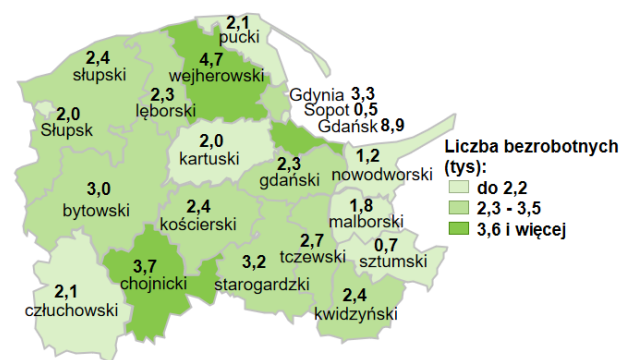 2,1
pucki
2,4
słupski
4,7
wejherowski
2,3
lęborski
Gdynia 3,3
Sopot 0,5
Gdańsk 8,9
2,0
Słupsk
2,0
kartuski
2,3
gdański
1,2
nowodworski
3,0
bytowski
2,4
kościerski
1,8
malborski
2,7
tczewski
0,7
sztumski
3,7
chojnicki
3,2
starogardzki
2,1
człuchowski
2,4
kwidzyński
Liczba bezrobotnych
(tys):
do 2,2
2,3 - 3,5
3,6 i więcej